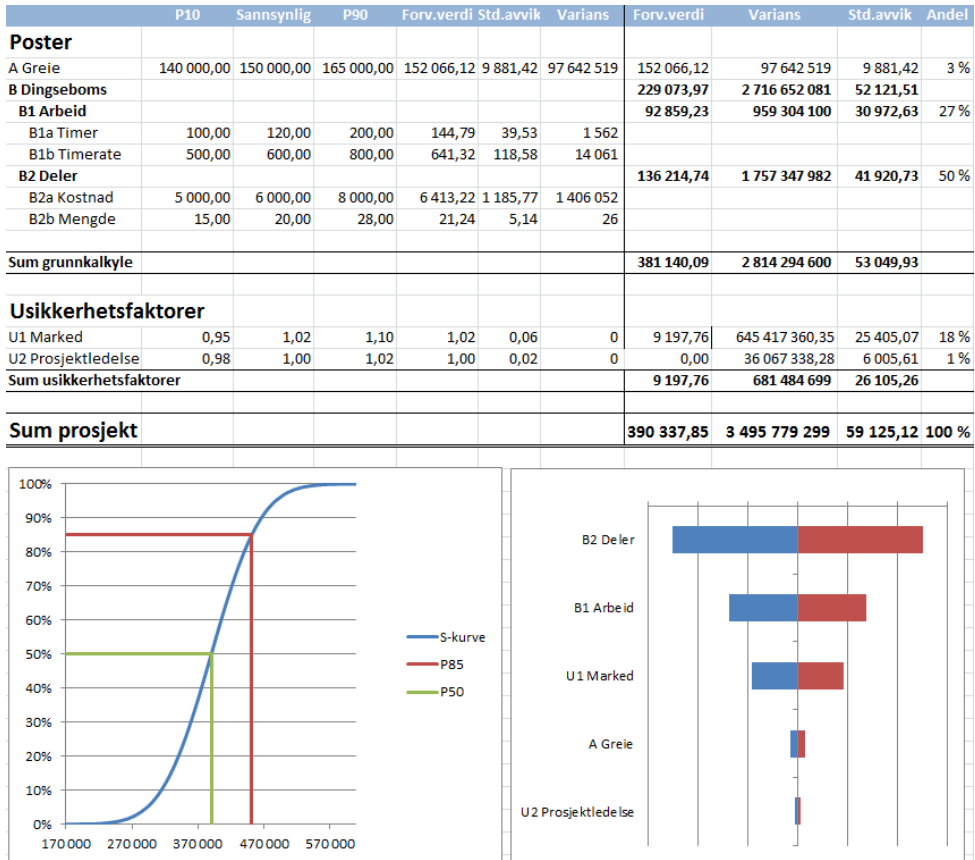 P10 Sannsynlig P90 Forv.verdi Std.avvik Varians Forv.verdi Varians Std.avvik Andel
Poster
A Greie 140 000,00 150 000,00 165 000,00 152 066,12 9 881,42 97 642 519 152 066,12 97 642 519 9 881,42 3 %
B Dingseboms 229 073,97 2 716 652 081 52 121,51
B1 Arbeid 92 859,23 959 304 100 30 972,63 27 %
B1a Timer 100,00 120,00 200,00 144,79 39,53 1 562
B1b Timerate 500,00 600,00 800,00 641,32 118,58 14 061
B2 Deler 136 214,74 1 757 347 982 41 920,73 50 %
B2a Kostnad 5 000,00 6 000,00 8 000,00 6 413,22 1 185,77 1 406 052
B2b Mengde 15,00 20,00 28,00 21,24 5,14 26
Sum grunnkalkyle 381 140,09 2 814 294 600 53 049,93
Usikkerhetsfaktorer
U1 Marked 0,95 1,02 1,10 1,02 0,06 0 9 197,76 645 417 360,35 25 405,07 18 %
U2 Prosjektledelse 0,98 1,00 1,02 1,00 0,02 0 0,00 36 067 338,28 6 005,61 1 %
Sum usikkerhetsfaktorer 9 197,76 681 484 699 26 105,26
Sum prosjekt 390 337,85 3 495 779 299 59 125,12 100 %
100%
90%
80%
70%
60%
50%
40%
30%
20%
10%
0%
170 000 270 000 370 000 470 000 570 000
S-kurve
P85
P50
B2 Deler
B1 Arbeid
U1 Marked
A Greie
U2 Prosjektledelse